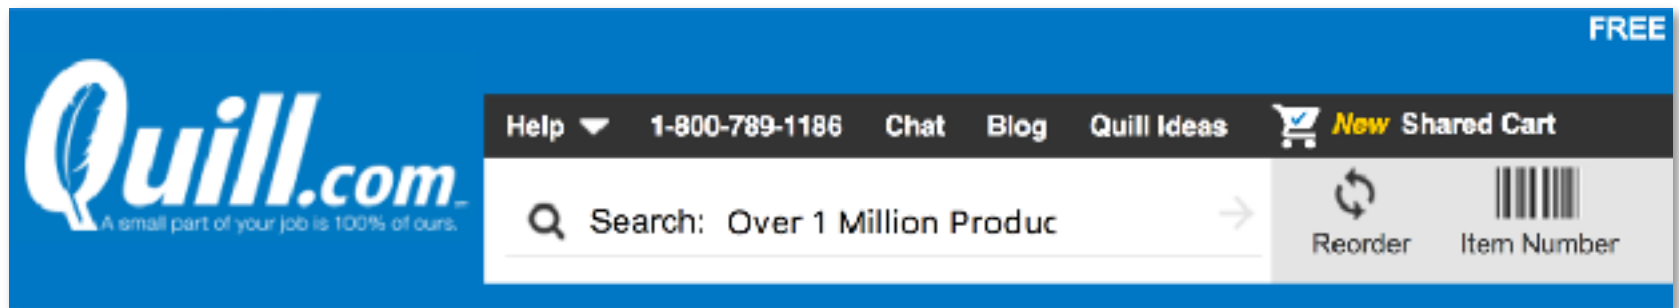 FREE
Quill.com
A small part of your job is 100% of ours.
Help 1-800-789-1186 Chat Blog Quill Ideas New Shared Cart
Search: Over 1 Million Produc
Reorder Item Number